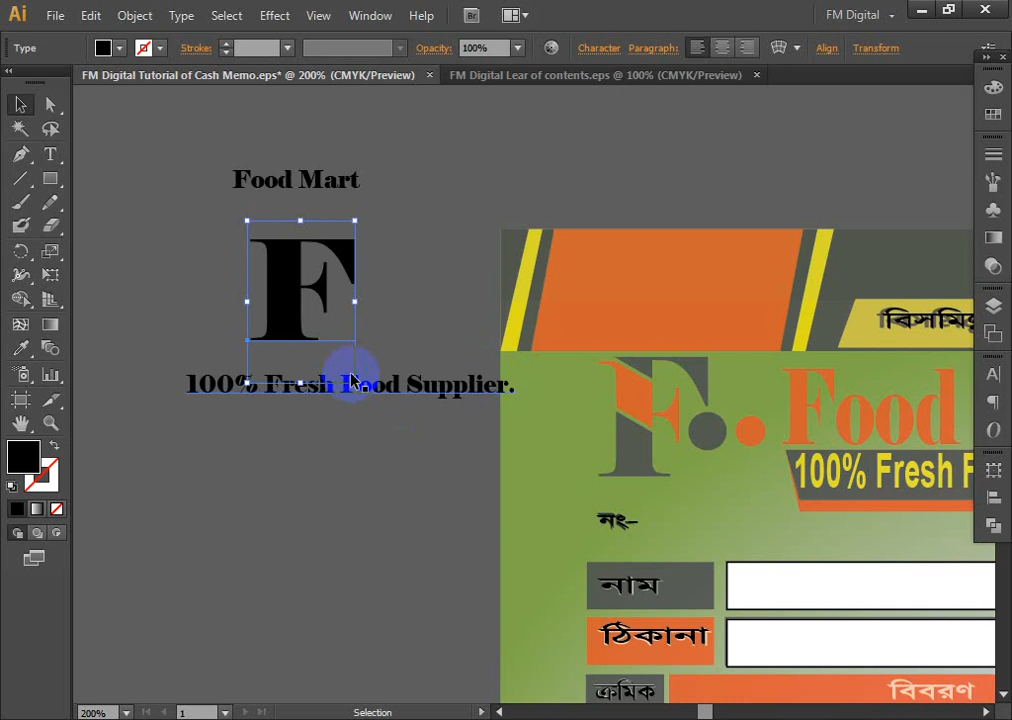 Ai File Edit Object Type Select Effect View Window Help Br FM Digital
Type Stroke: Opacity: 100% Character Paragraph: Align Transform
FM Digital Tutorial of Cash Memo.eps* @ 200% (CMYK/Preview) × FM Digital Lear of contents.eps @ 100% (CMYK/Preview) ×
Food Mart
F
100% Fresh Food Supplier.
F Food
100% Fresh F
নং-
নাম
ঠিকানা
ক্রমিক বিবরণ
200% 1 Selection